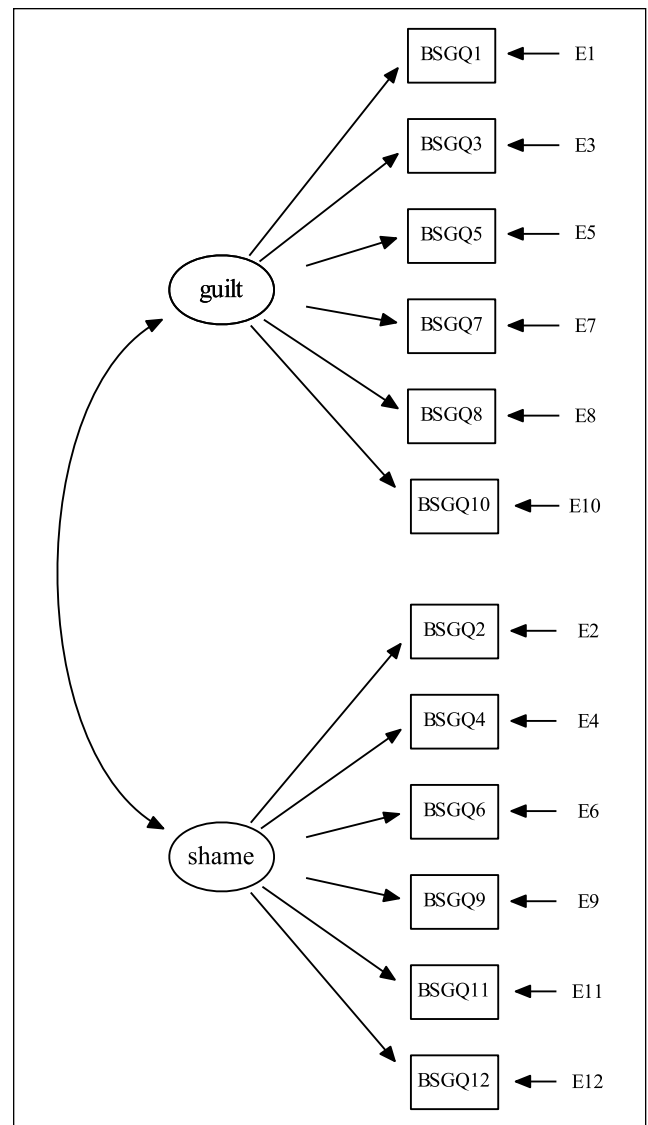 BSGQ1 E1
BSGQ3 E3
BSGQ5 E5
guilt
BSGQ7 E7
BSGQ8 E8
BSGQ10 E10
BSGQ2 E2
BSGQ4 E4
BSGQ6 E6
shame
BSGQ9 E9
BSGQ11 E11
BSGQ12 E12